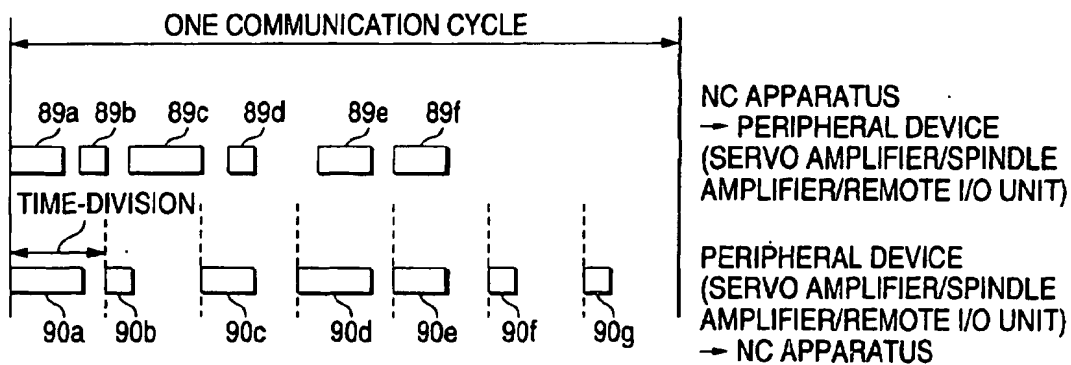 ONE COMMUNICATION CYCLE
89a 89b 89c 89d 89e 89f
NC APPARATUS
→ PERIPHERAL DEVICE
(SERVO AMPLIFIER/SPINDLE
AMPLIFIER/REMOTE I/O UNIT)
TIME-DIVISION
PERIPHERAL DEVICE
(SERVO AMPLIFIER/SPINDLE
AMPLIFIER/REMOTE I/O UNIT)
→ NC APPARATUS
90a 90b 90c 90d 90e 90f 90g